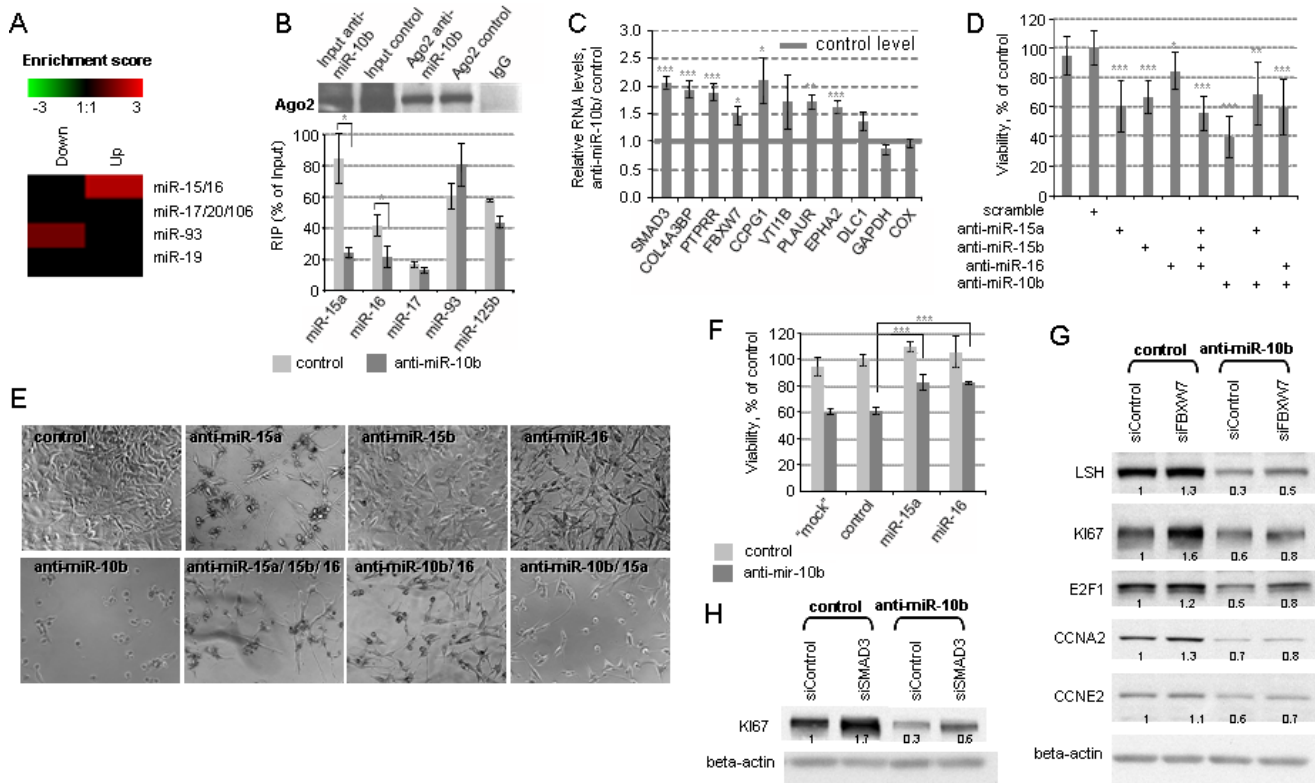 A
Enrichment score
-3 1:1 3
Down Up
miR-15/16
miR-17/20/106
miR-93
miR-19
B
Input anti-miR-10b
Input control
Ago2 anti-miR-10b
Ago2 control
IgG
Ago2
RIP (% of Input)
100
80
60
40
20
0
*
*
miR-15a
miR-16
miR-17
miR-93
miR-125b
control anti-miR-10b
C
Relative RNA levels, anti-miR-10b/ control
3.0
2.5
2.0
1.5
1.0
0.5
0.0
control level
*** *** *** * * ** ***
SMAD3
COL4A3BP
PTPRR
FBXW7
CCPG1
VTI1B
PLAUR
EPHA2
DLC1
GAPDH
COX
D
Viability, % of control
120
100
80
60
40
20
0
*** *** * *** *** ** ***
scramble +
anti-miR-15a + + +
anti-miR-15b + +
anti-miR-16 + + +
anti-miR-10b + + +
E
control
anti-miR-15a
anti-miR-15b
anti-miR-16
anti-miR-10b
anti-miR-15a/ 15b/ 16
anti-miR-10b/ 16
anti-miR-10b/ 15a
F
Viability, % of control
120
100
80
60
40
20
0
***
***
"mock"
control
miR-15a
miR-16
control
anti-mir-10b
G
control anti-miR-10b
siControl
siFBXW7
siControl
siFBXW7
LSH
1 1.3 0.3 0.5
KI67
1 1.6 0.6 0.8
E2F1
1 1.2 0.5 0.8
CCNA2
1 1.3 0.7 0.8
CCNE2
1 1.1 0.6 0.7
beta-actin
H
control anti-miR-10b
siControl
siSMAD3
siControl
siSMAD3
KI67
1 1.7 0.3 0.6
beta-actin